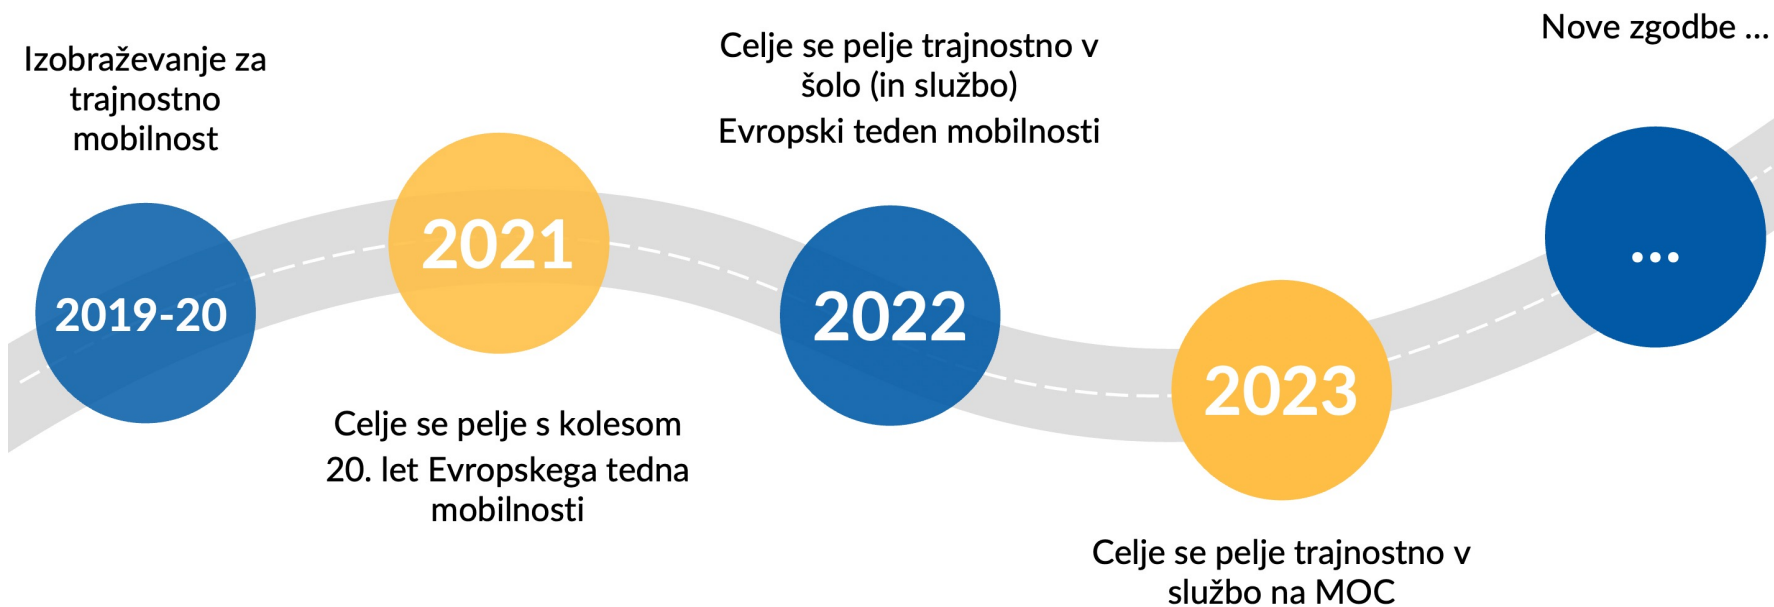 Izobraževanje za
trajnostno
mobilnost
2019-20
2021
Celje se pelje s kolesom
20. let Evropskega tedna
mobilnosti
Celje se pelje trajnostno v
šolo (in službo)
Evropski teden mobilnosti
2022
2023
Celje se pelje trajnostno v
službo na MOC
Nove zgodbe ...
...